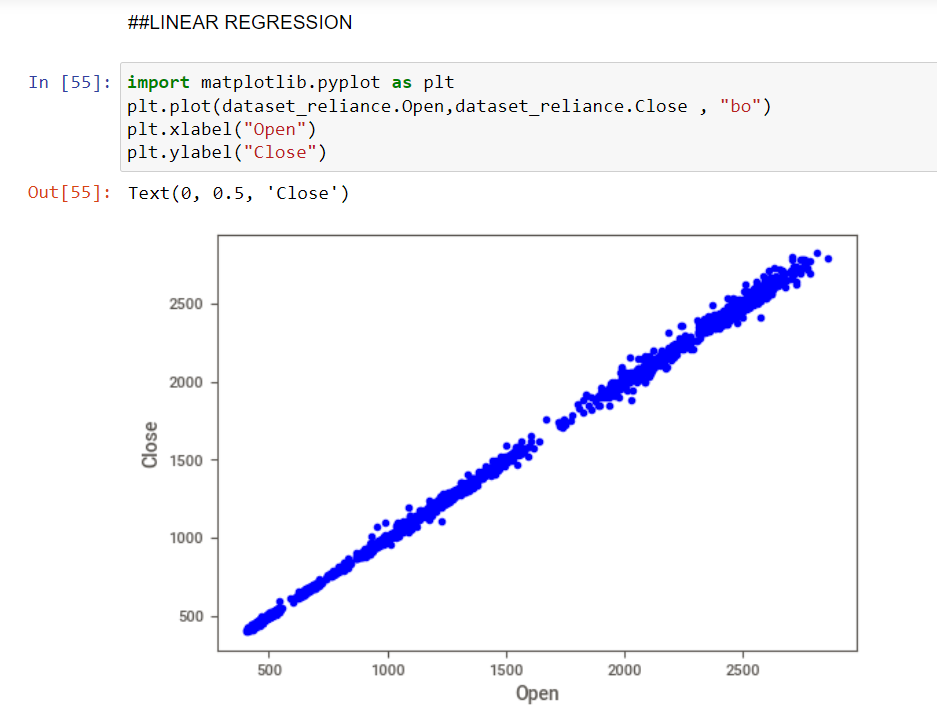 ##LINEAR REGRESSION
In [55]: import matplotlib.pyplot as plt
plt.plot(dataset_reliance.Open,dataset_reliance.Close , "bo")
plt.xlabel("Open")
plt.ylabel("Close")
Out[55]: Text(0, 0.5, 'Close')
2500
2000
1500
1000
500
Close
500 1000 1500 2000 2500
Open